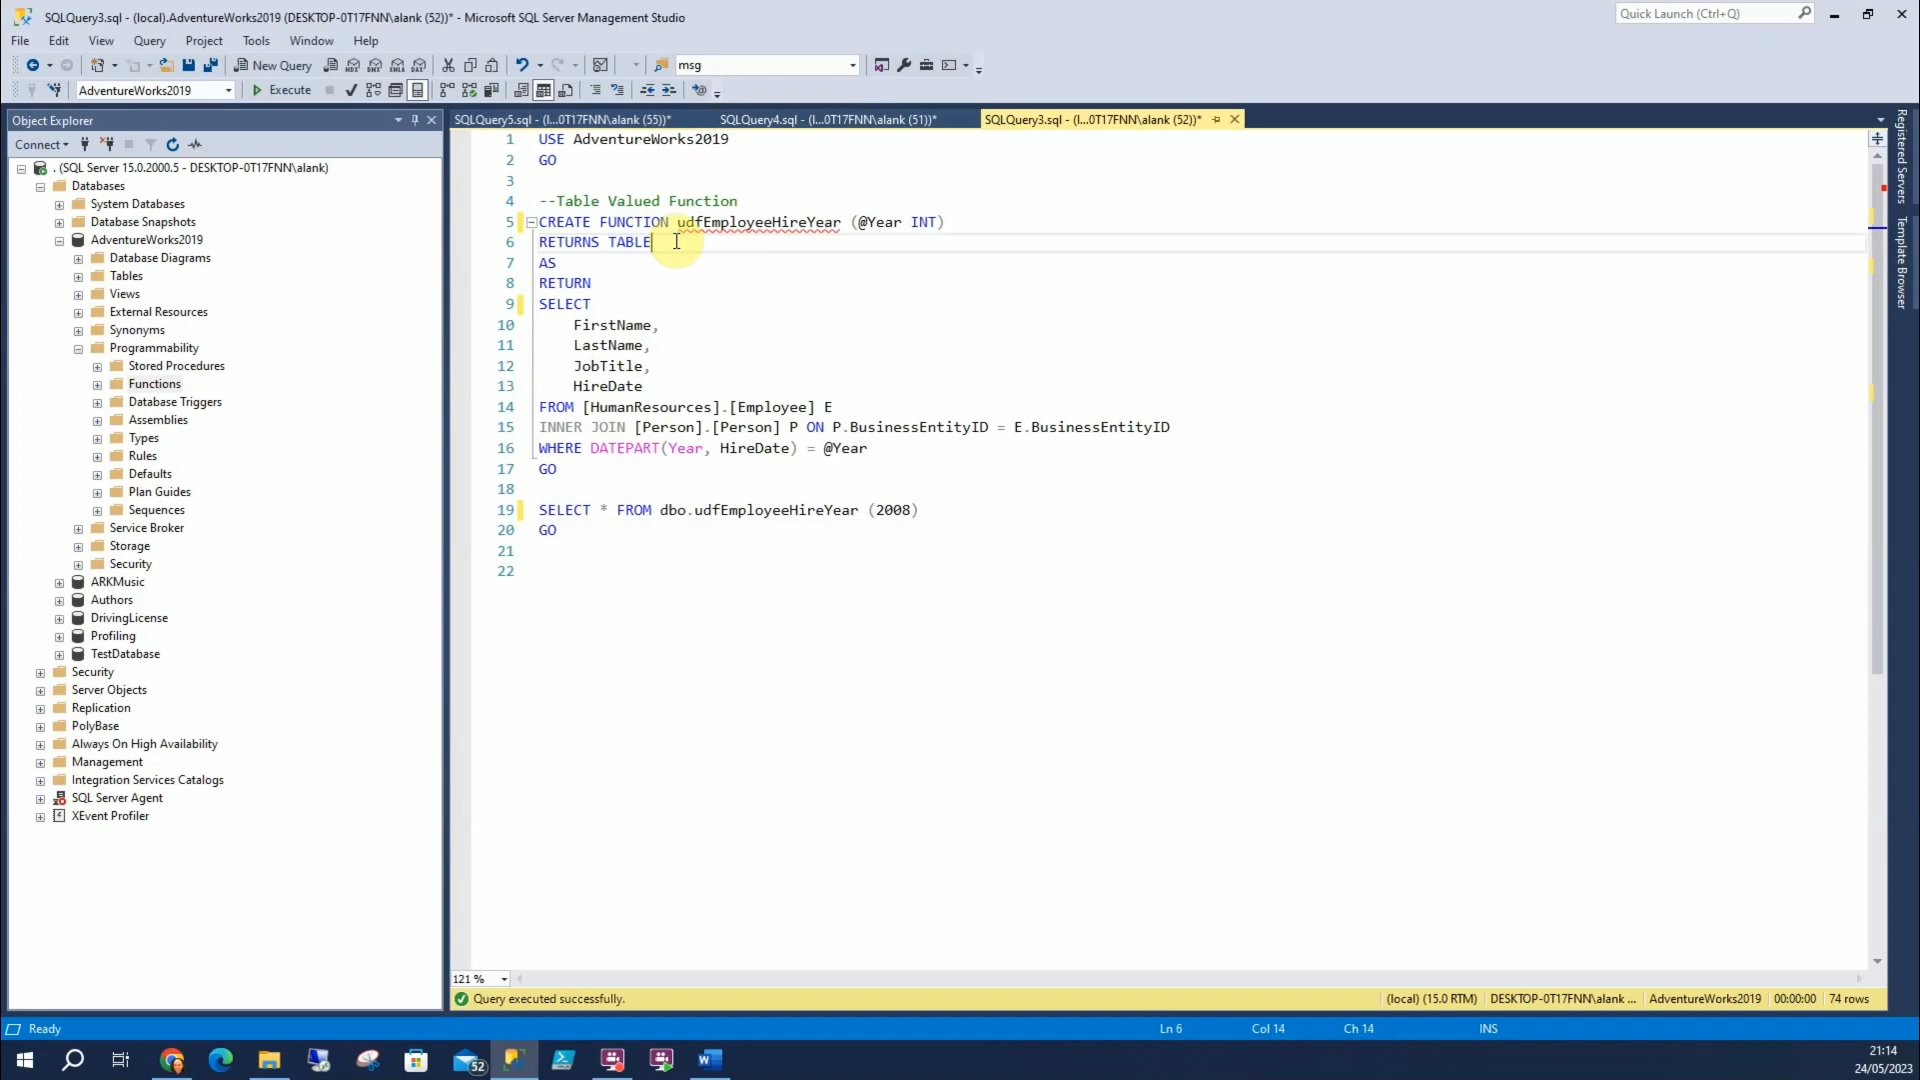 SQLQuery3.sql - (local).AdventureWorks2019 (DESKTOP-0T17FNN\alank (52))* - Microsoft SQL Server Management Studio
Quick Launch (Ctrl+Q)
File Edit View Query Project Tools Window Help
New Query
MDX DMX XMLA DAX
msg
AdventureWorks2019
Execute
Object Explorer
SQLQuery5.sql - (l...0T17FNN\alank (55))*
SQLQuery4.sql - (l...0T17FNN\alank (51))*
SQLQuery3.sql - (l...0T17FNN\alank (52))*
Connect
. (SQL Server 15.0.2000.5 - DESKTOP-0T17FNN\alank)
Databases
System Databases
Database Snapshots
AdventureWorks2019
Database Diagrams
Tables
Views
External Resources
Synonyms
Programmability
Stored Procedures
Functions
Database Triggers
Assemblies
Types
Rules
Defaults
Plan Guides
Sequences
Service Broker
Storage
Security
ARKMusic
Authors
DrivingLicense
Profiling
TestDatabase
Security
Server Objects
Replication
PolyBase
Always On High Availability
Management
Integration Services Catalogs
SQL Server Agent
XEvent Profiler
1 USE AdventureWorks2019
2 GO
3
4 --Table Valued Function
5 CREATE FUNCTION udfEmployeeHireYear (@Year INT)
6 RETURNS TABLE
7 AS
8 RETURN
9 SELECT
10 FirstName,
11 LastName,
12 JobTitle,
13 HireDate
14 FROM [HumanResources].[Employee] E
15 INNER JOIN [Person].[Person] P ON P.BusinessEntityID = E.BusinessEntityID
16 WHERE DATEPART(Year, HireDate) = @Year
17 GO
18
19 SELECT * FROM dbo.udfEmployeeHireYear (2008)
20 GO
21
22
Registered Servers
Template Browser
121 %
Query executed successfully.
(local) (15.0 RTM) DESKTOP-0T17FNN\alank ... AdventureWorks2019 00:00:00 74 rows
Ready
Ln 6 Col 14 Ch 14 INS
52
21:14
24/05/2023